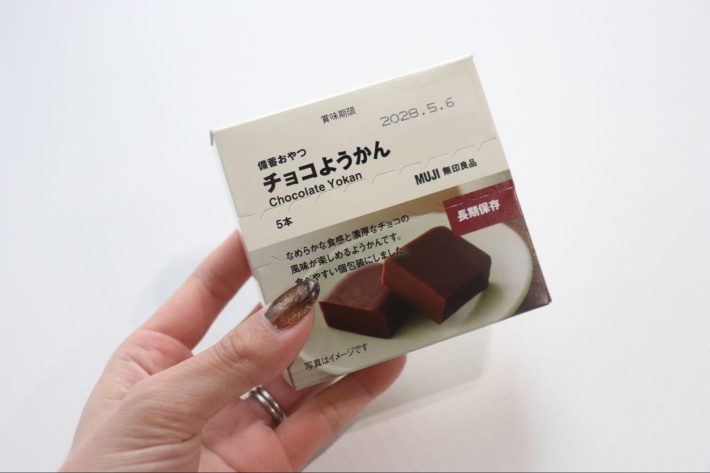 賞味期限
2028.5.6
備蓄おやつ
チョコようかん
Chocolate Yokan
MUJI 無印良品
5本
長期保存
なめらかな食感と濃厚なチョコの
風味が楽しめるようかんです。
やすい個包装にしました
写真はイメージです